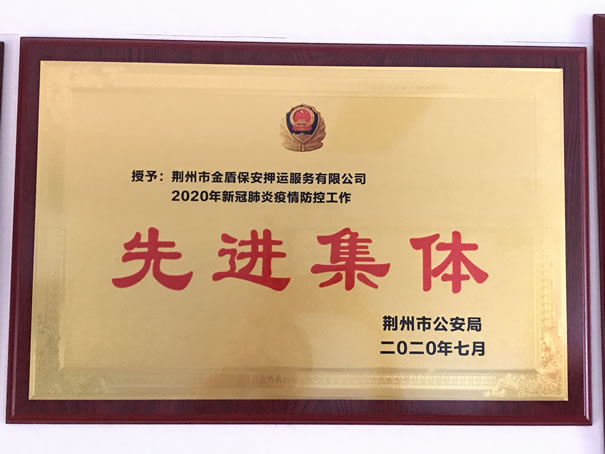 授予：荆州市金盾保安押运服务有限公司
2020年新冠肺炎疫情防控工作
先进集体
荆州市公安局
二〇二〇年七月